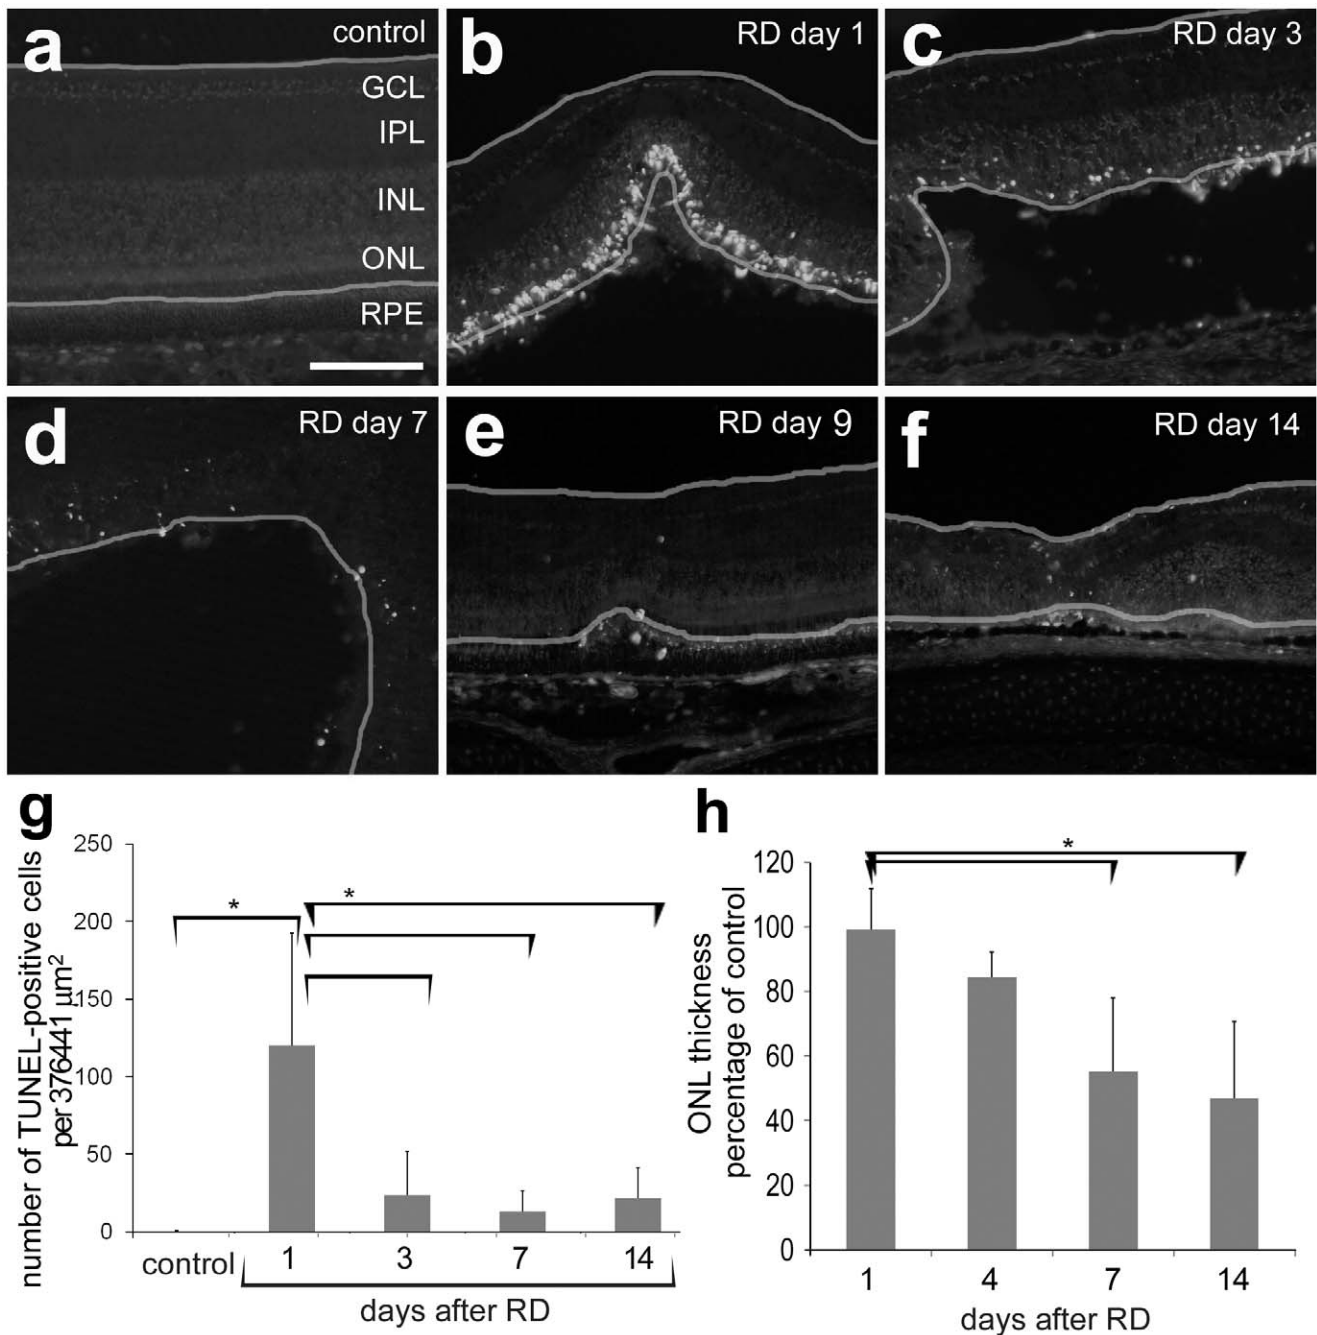 a
control
GCL
IPL
INL
ONL
RPE
b
RD day 1
c
RD day 3
d
RD day 7
e
RD day 9
f
RD day 14
g
number of TUNEL-positive cells
per 376441 µm²
250
200
150
100
50
0
*
*
control
1
3
7
14
days after RD
h
ONL thickness
percentage of control
120
100
80
60
40
20
0
*
1
4
7
14
days after RD